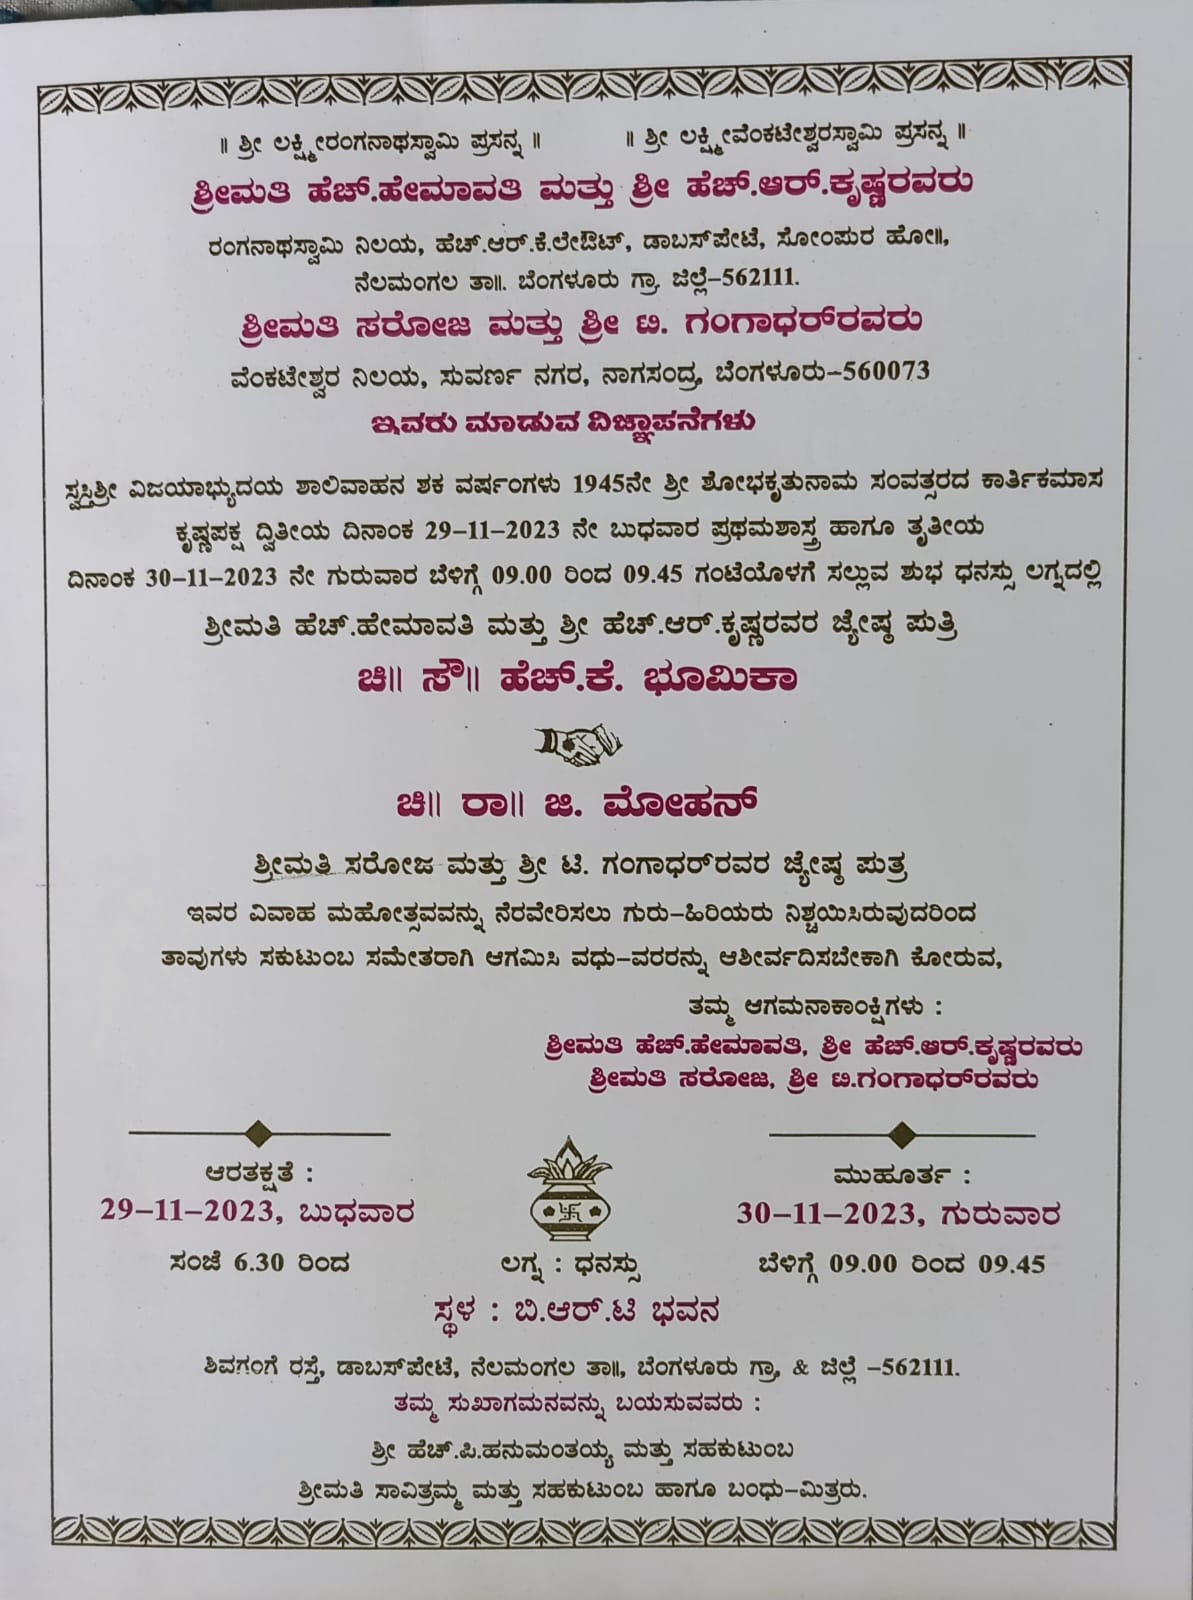 ॥ ಶ್ರೀ ಲಕ್ಷ್ಮೀರಂಗನಾಥಸ್ವಾಮಿ ಪ್ರಸನ್ನ ॥ ॥ ಶ್ರೀ ಲಕ್ಷ್ಮೀವೆಂಕಟೇಶ್ವರಸ್ವಾಮಿ ಪ್ರಸನ್ನ ॥
ಶ್ರೀಮತಿ ಹೆಚ್.ಹೇಮಾವತಿ ಮತ್ತು ಶ್ರೀ ಹೆಚ್.ಆರ್.ಕೃಷ್ಣರವರು
ರಂಗನಾಥಸ್ವಾಮಿ ನಿಲಯ, ಹೆಚ್.ಆರ್.ಕೆ.ಲೇಔಟ್, ಡಾಬಸ್‌ಪೇಟೆ, ಸೋಂಪುರ ಹೋ॥,
ನೆಲಮಂಗಲ ತಾ॥. ಬೆಂಗಳೂರು ಗ್ರಾ. ಜಿಲ್ಲೆ-562111.
ಶ್ರೀಮತಿ ಸರೋಜ ಮತ್ತು ಶ್ರೀ ಟಿ. ಗಂಗಾಧರ್‌ರವರು
ವೆಂಕಟೇಶ್ವರ ನಿಲಯ, ಸುವರ್ಣ ನಗರ, ನಾಗಸಂದ್ರ, ಬೆಂಗಳೂರು-560073
ಇವರು ಮಾಡುವ ವಿಜ್ಞಾಪನೆಗಳು
ಸ್ವಸ್ತಿಶ್ರೀ ವಿಜಯಾಭ್ಯುದಯ ಶಾಲಿವಾಹನ ಶಕ ವರ್ಷಂಗಳು 1945ನೇ ಶ್ರೀ ಶೋಭಕೃತುನಾಮ ಸಂವತ್ಸರದ ಕಾರ್ತಿಕಮಾಸ
ಕೃಷ್ಣಪಕ್ಷ ದ್ವಿತೀಯ ದಿನಾಂಕ 29-11-2023 ನೇ ಬುಧವಾರ ಪ್ರಥಮಶಾಸ್ತ್ರ ಹಾಗೂ ತೃತೀಯ
ದಿನಾಂಕ 30-11-2023 ನೇ ಗುರುವಾರ ಬೆಳಿಗ್ಗೆ 09.00 ರಿಂದ 09.45 ಗಂಟೆಯೊಳಗೆ ಸಲ್ಲುವ ಶುಭ ಧನಸ್ಸು ಲಗ್ನದಲ್ಲಿ
ಶ್ರೀಮತಿ ಹೆಚ್.ಹೇಮಾವತಿ ಮತ್ತು ಶ್ರೀ ಹೆಚ್.ಆರ್.ಕೃಷ್ಣರವರ ಜ್ಯೇಷ್ಠ ಪುತ್ರಿ
ಚಿ॥ ಸೌ॥ ಹೆಚ್.ಕೆ. ಭೂಮಿಕಾ
ಚಿ॥ ರಾ॥ ಜಿ. ಮೋಹನ್
ಶ್ರೀಮತಿ ಸರೋಜ ಮತ್ತು ಶ್ರೀ ಟಿ. ಗಂಗಾಧರ್‌ರವರ ಜ್ಯೇಷ್ಠ ಪುತ್ರ
ಇವರ ವಿವಾಹ ಮಹೋತ್ಸವವನ್ನು ನೆರವೇರಿಸಲು ಗುರು-ಹಿರಿಯರು ನಿಶ್ಚಯಿಸಿರುವುದರಿಂದ
ತಾವುಗಳು ಸಕುಟುಂಬ ಸಮೇತರಾಗಿ ಆಗಮಿಸಿ ವಧು-ವರರನ್ನು ಆಶೀರ್ವದಿಸಬೇಕಾಗಿ ಕೋರುವ,
ತಮ್ಮ ಆಗಮನಾಕಾಂಕ್ಷಿಗಳು :
ಶ್ರೀಮತಿ ಹೆಚ್.ಹೇಮಾವತಿ, ಶ್ರೀ ಹೆಚ್.ಆರ್.ಕೃಷ್ಣರವರು
ಶ್ರೀಮತಿ ಸರೋಜ, ಶ್ರೀ ಟಿ.ಗಂಗಾಧರ್‌ರವರು
ಆರತಕ್ಷತೆ :
29-11-2023, ಬುಧವಾರ
ಸಂಜೆ 6.30 ರಿಂದ
ಲಗ್ನ : ಧನಸ್ಸು
ಮುಹೂರ್ತ :
30-11-2023, ಗುರುವಾರ
ಬೆಳಿಗ್ಗೆ 09.00 ರಿಂದ 09.45
ಸ್ಥಳ : ಬಿ.ಆರ್.ಟಿ ಭವನ
ಶಿವಗಂಗೆ ರಸ್ತೆ, ಡಾಬಸ್‌ಪೇಟೆ, ನೆಲಮಂಗಲ ತಾ॥, ಬೆಂಗಳೂರು ಗ್ರಾ, & ಜಿಲ್ಲೆ -562111.
ತಮ್ಮ ಸುಖಾಗಮನವನ್ನು ಬಯಸುವವರು :
ಶ್ರೀ ಹೆಚ್.ಪಿ.ಹನುಮಂತಯ್ಯ ಮತ್ತು ಸಹಕುಟುಂಬ
ಶ್ರೀಮತಿ ಸಾವಿತ್ರಮ್ಮ ಮತ್ತು ಸಹಕುಟುಂಬ ಹಾಗೂ ಬಂಧು-ಮಿತ್ರರು.